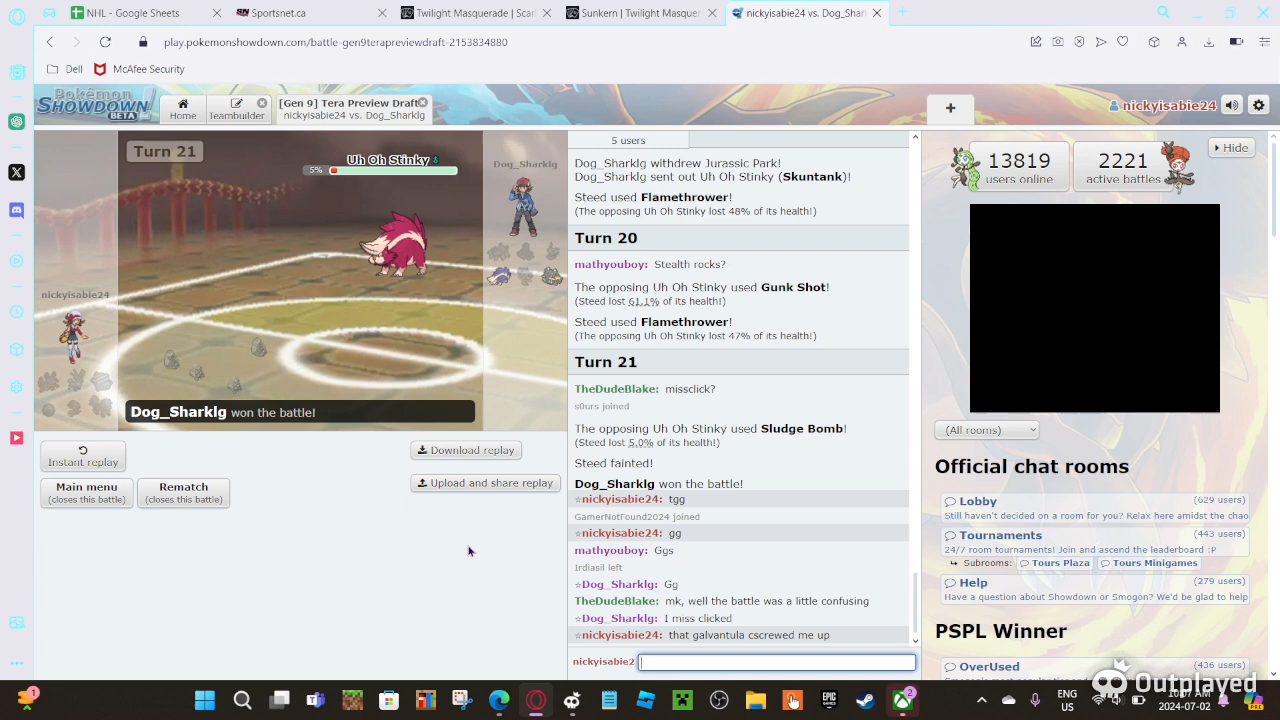 NHL - Google Sheets
Sportsnet.ca
Twilight Masquerade | Scar
Sunkern | Twilight Masquer
nickyisabie24 vs. Dog_Shar
play.pokemonshowdown.com/battle-gen9terapreviewdraft-2153834880
Dell
McAfee Security
Pokémon
SHOWDOWN!
BETA
Home
Teambuilder
[Gen 9] Tera Preview Draft
nickyisabie24 vs. Dog_Sharklg
+
nickyisabie24
Turn 21
Uh Oh Stinky
5%
Dog_Sharklg
nickyisabie24
Dog_Sharklg won the battle!
Instant replay
Download replay
Upload and share replay
Main menu
(closes this battle)
Rematch
(closes this battle)
5 users
Dog_Sharklg withdrew Jurassic Park!
Dog_Sharklg sent out Uh Oh Stinky (Skuntank)!
Steed used Flamethrower!
(The opposing Uh Oh Stinky lost 48% of its health!)
Turn 20
mathyouboy: Stealth rocks?
The opposing Uh Oh Stinky used Gunk Shot!
(Steed lost 61.1% of its health!)
Steed used Flamethrower!
(The opposing Uh Oh Stinky lost 47% of its health!)
Turn 21
TheDudeBlake: missclick?
s0urs joined
The opposing Uh Oh Stinky used Sludge Bomb!
(Steed lost 5.0% of its health!)
Steed fainted!
Dog_Sharklg won the battle!
☆nickyisabie24: tgg
GamerNotFound2024 joined
☆nickyisabie24: gg
mathyouboy: Ggs
Irdiasil left
☆Dog_Sharklg: Gg
TheDudeBlake: mk, well the battle was a little confusing
☆Dog_Sharklg: I miss clicked
☆nickyisabie24: that galvantula cscrewed me up
nickyisabie2
13819
users online
2221
active battles
Hide
(All rooms)
Official chat rooms
Lobby
(629 users)
Still haven't decided on a room for you? Relax here amidst the chao
Tournaments
(443 users)
24/7 room tournaments! Join and ascend the leaderboard :P
Subrooms: Tours Plaza Tours Minigames
Help
(279 users)
Have a question about Showdown or Smogon? We'd be glad to help
PSPL Winner
OverUsed
(436 users)
Outplayed
1
EPIC
GAMES
2
ENG
US
2024-07-02